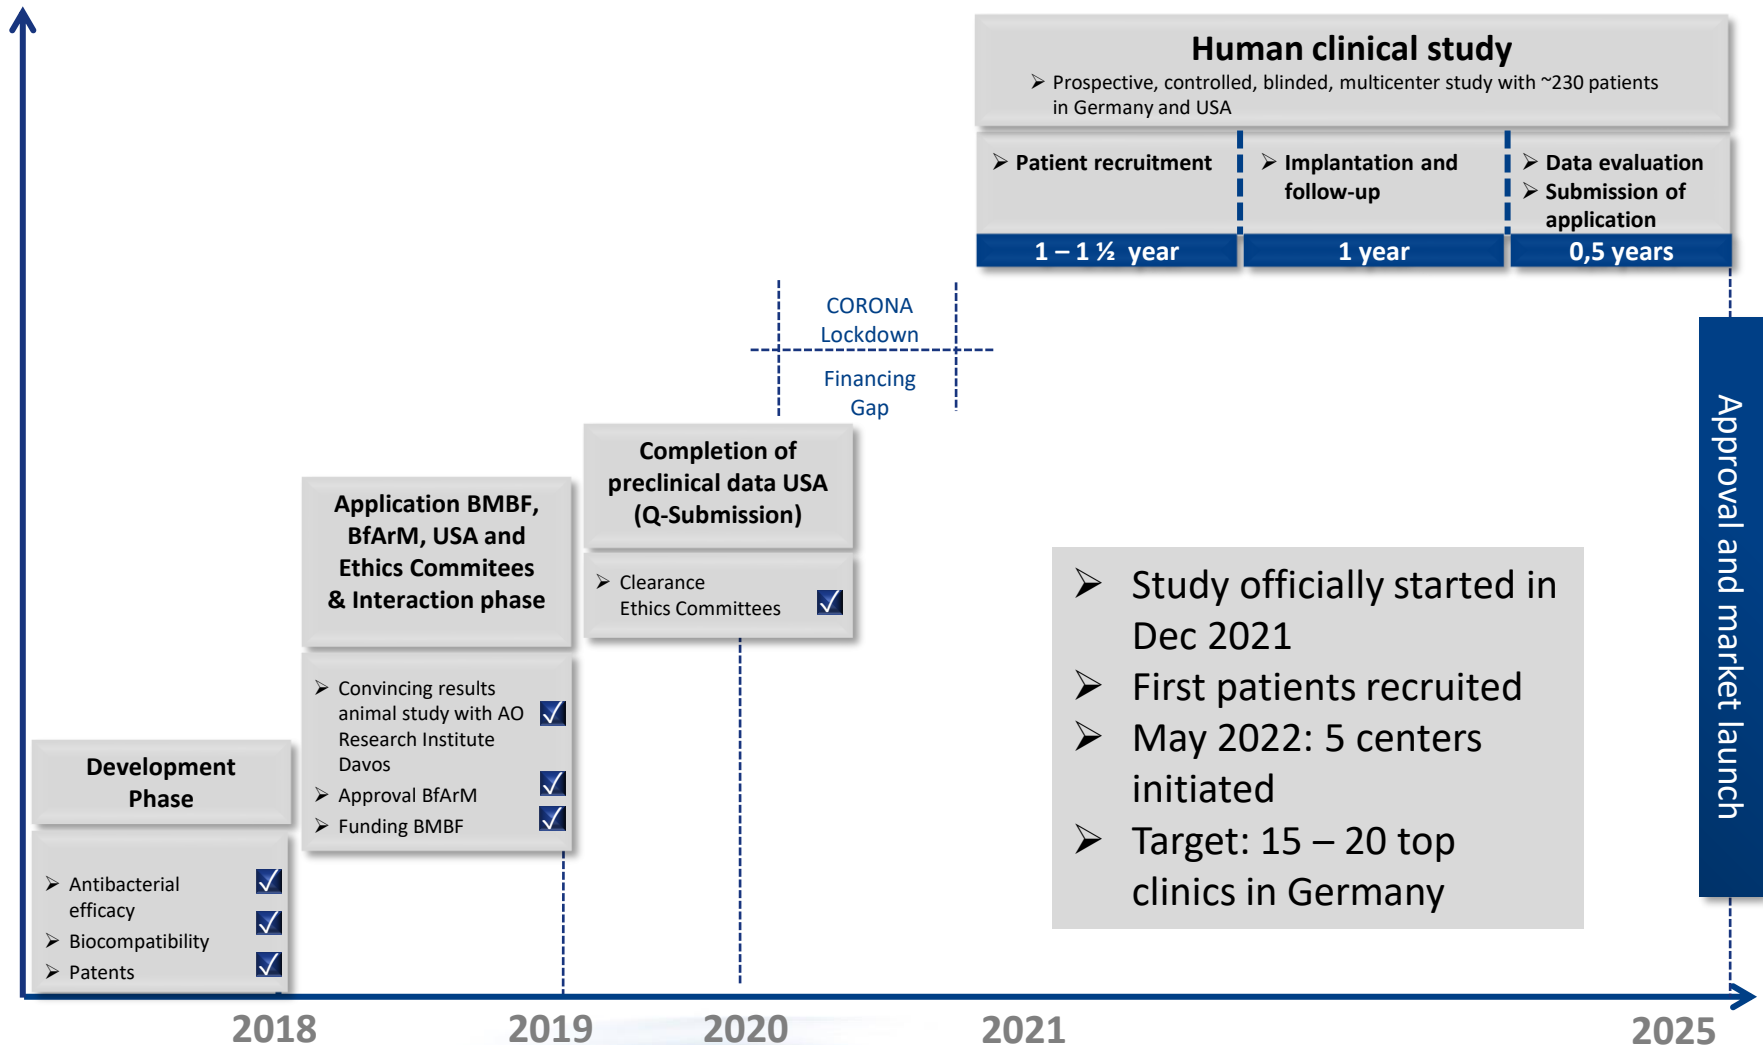 Human clinical study
➢ Prospective, controlled, blinded, multicenter study with ~230 patients
in Germany and USA
➢ Patient recruitment
1 – 1 ½ year
➢ Implantation and
follow-up
1 year
➢ Data evaluation
➢ Submission of
application
0,5 years
CORONA
Lockdown
Financing
Gap
Completion of
preclinical data USA
(Q-Submission)
➢ Clearance
Ethics Committees
Application BMBF,
BfArM, USA and
Ethics Commitees
& Interaction phase
➢ Convincing results
animal study with AO
Research Institute
Davos
➢ Approval BfArM
➢ Funding BMBF
Development
Phase
➢ Antibacterial
efficacy
➢ Biocompatibility
➢ Patents
➢ Study officially started in
Dec 2021
➢ First patients recruited
➢ May 2022: 5 centers
initiated
➢ Target: 15 – 20 top
clinics in Germany
Approval and market launch
2018
2019
2020
2021
2025